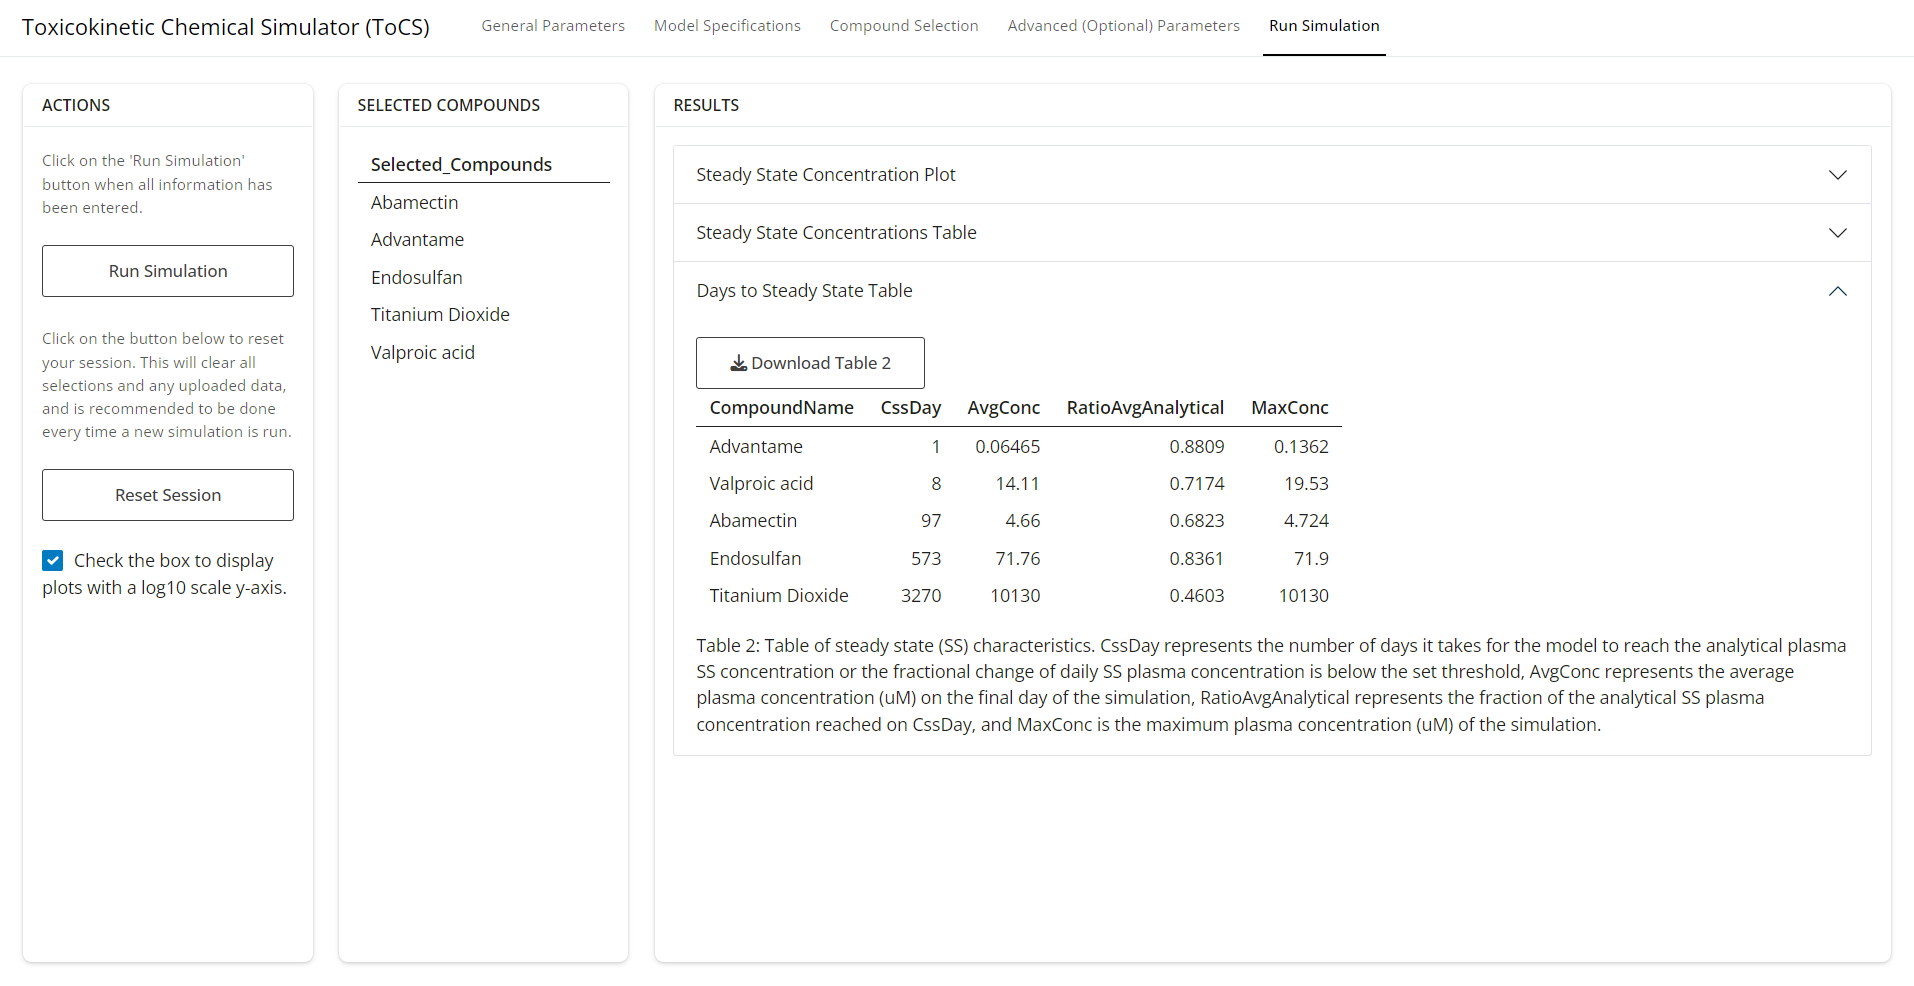 Toxicokinetic Chemical Simulator (ToCS)
General Parameters
Model Specifications
Compound Selection
Advanced (Optional) Parameters
Run Simulation
ACTIONS
Click on the 'Run Simulation'
button when all information has
been entered.
Run Simulation
Click on the button below to reset
your session. This will clear all
selections and any uploaded data,
and is recommended to be done
every time a new simulation is run.
Reset Session
Check the box to display
plots with a log10 scale y-axis.
SELECTED COMPOUNDS
Selected_Compounds
Abamectin
Advantame
Endosulfan
Titanium Dioxide
Valproic acid
RESULTS
Steady State Concentration Plot
Steady State Concentrations Table
Days to Steady State Table
Download Table 2
CompoundName CssDay AvgConc RatioAvgAnalytical MaxConc
Advantame 1 0.06465 0.8809 0.1362
Valproic acid 8 14.11 0.7174 19.53
Abamectin 97 4.66 0.6823 4.724
Endosulfan 573 71.76 0.8361 71.9
Titanium Dioxide 3270 10130 0.4603 10130
Table 2: Table of steady state (SS) characteristics. CssDay represents the number of days it takes for the model to reach the analytical plasma
SS concentration or the fractional change of daily SS plasma concentration is below the set threshold, AvgConc represents the average
plasma concentration (uM) on the final day of the simulation, RatioAvgAnalytical represents the fraction of the analytical SS plasma
concentration reached on CssDay, and MaxConc is the maximum plasma concentration (uM) of the simulation.